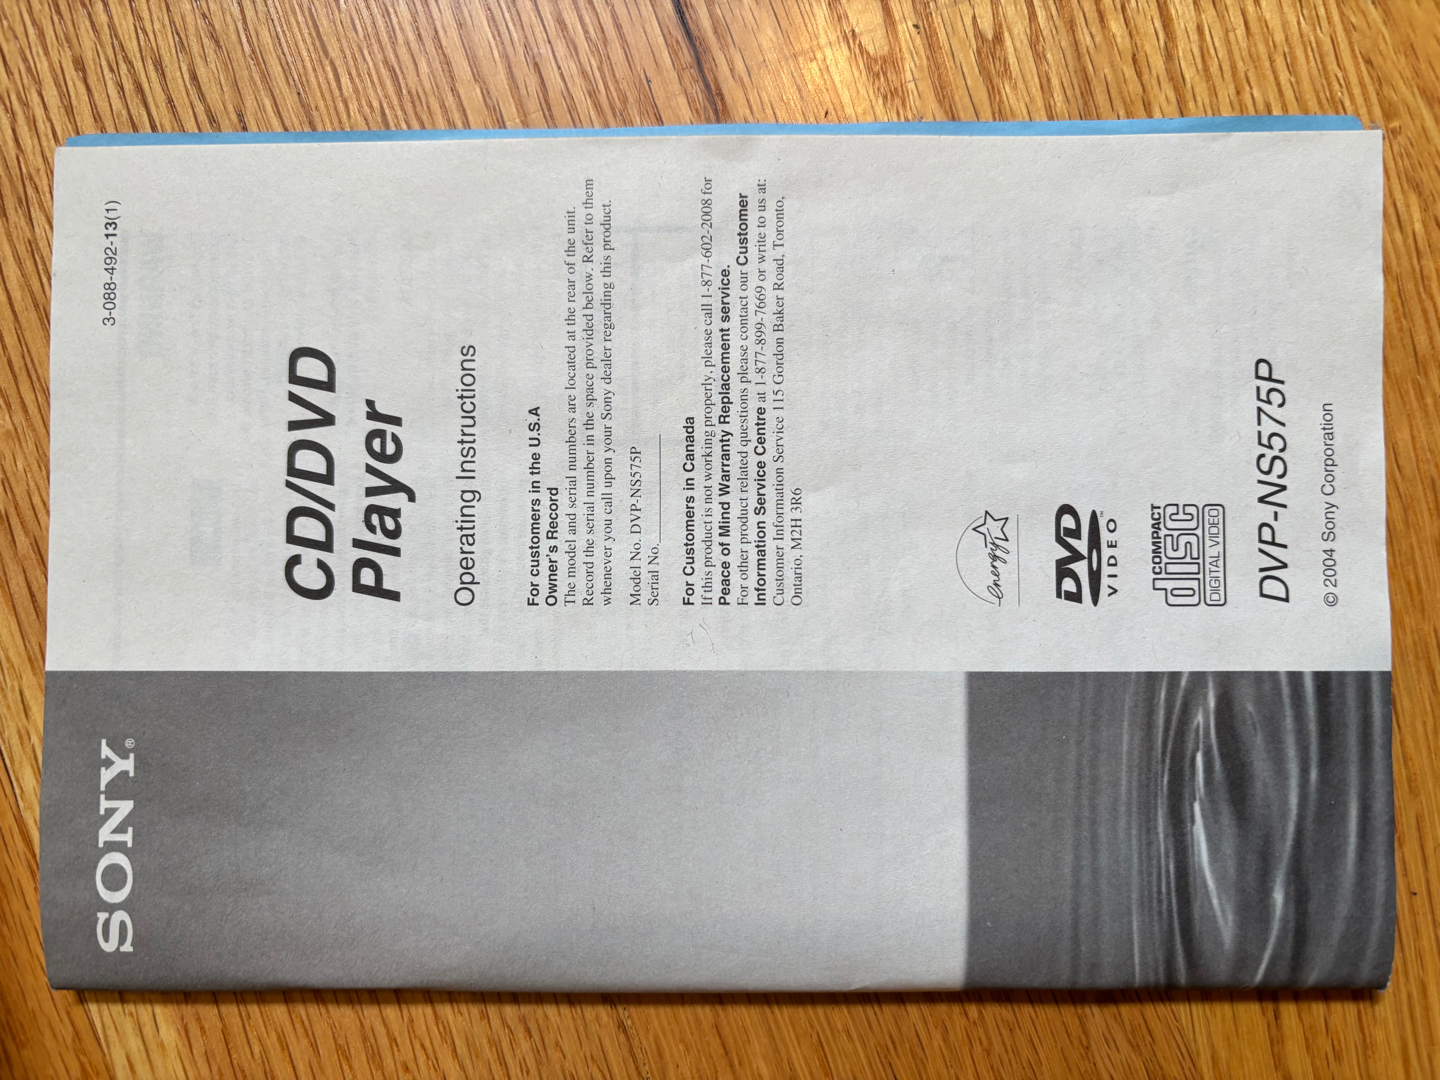 SONY®
3-088-492-13(1)
CD/DVD
Player
Operating Instructions
For customers in the U.S.A
Owner's Record
The model and serial numbers are located at the rear of the unit.
Record the serial number in the space provided below. Refer to them
whenever you call upon your Sony dealer regarding this product.
Model No. DVP-NS575P
Serial No.______________
For Customers in Canada
If this product is not working properly, please call 1-877-602-2008 for
Peace of Mind Warranty Replacement service.
For other product related questions please contact our Customer
Information Service Centre at 1-877-899-7669 or write to us at:
Customer Information Service 115 Gordon Baker Road, Toronto,
Ontario, M2H 3R6
energy
DVD
VIDEO™
COMPACT
disc
DIGITAL VIDEO
DVP-NS575P
© 2004 Sony Corporation